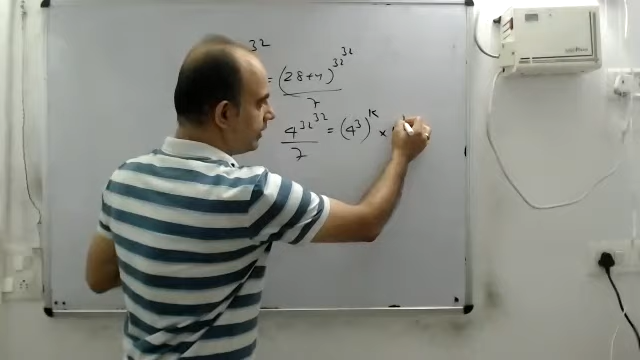 32
= (28+4)^32^32
7
4^32^32 = (4^3)^k ×
7